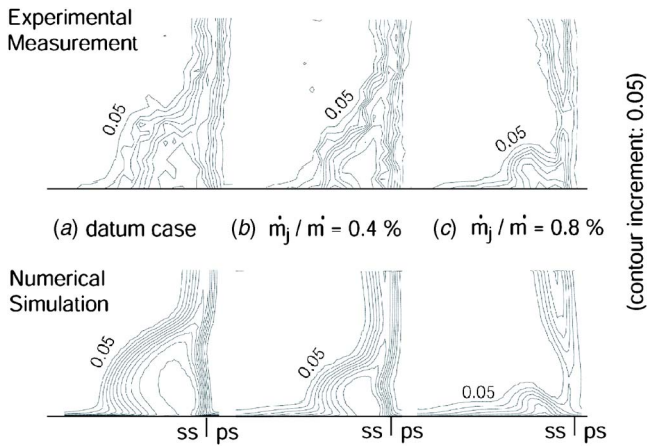 Experimental
Measurement
0.05
0.05
0.05
(contour increment: 0.05)
(a) datum case
(b) ṁj / ṁ = 0.4 %
(c) ṁj / ṁ = 0.8 %
Numerical
Simulation
0.05
0.05
0.05
ss | ps
ss | ps
ss | ps